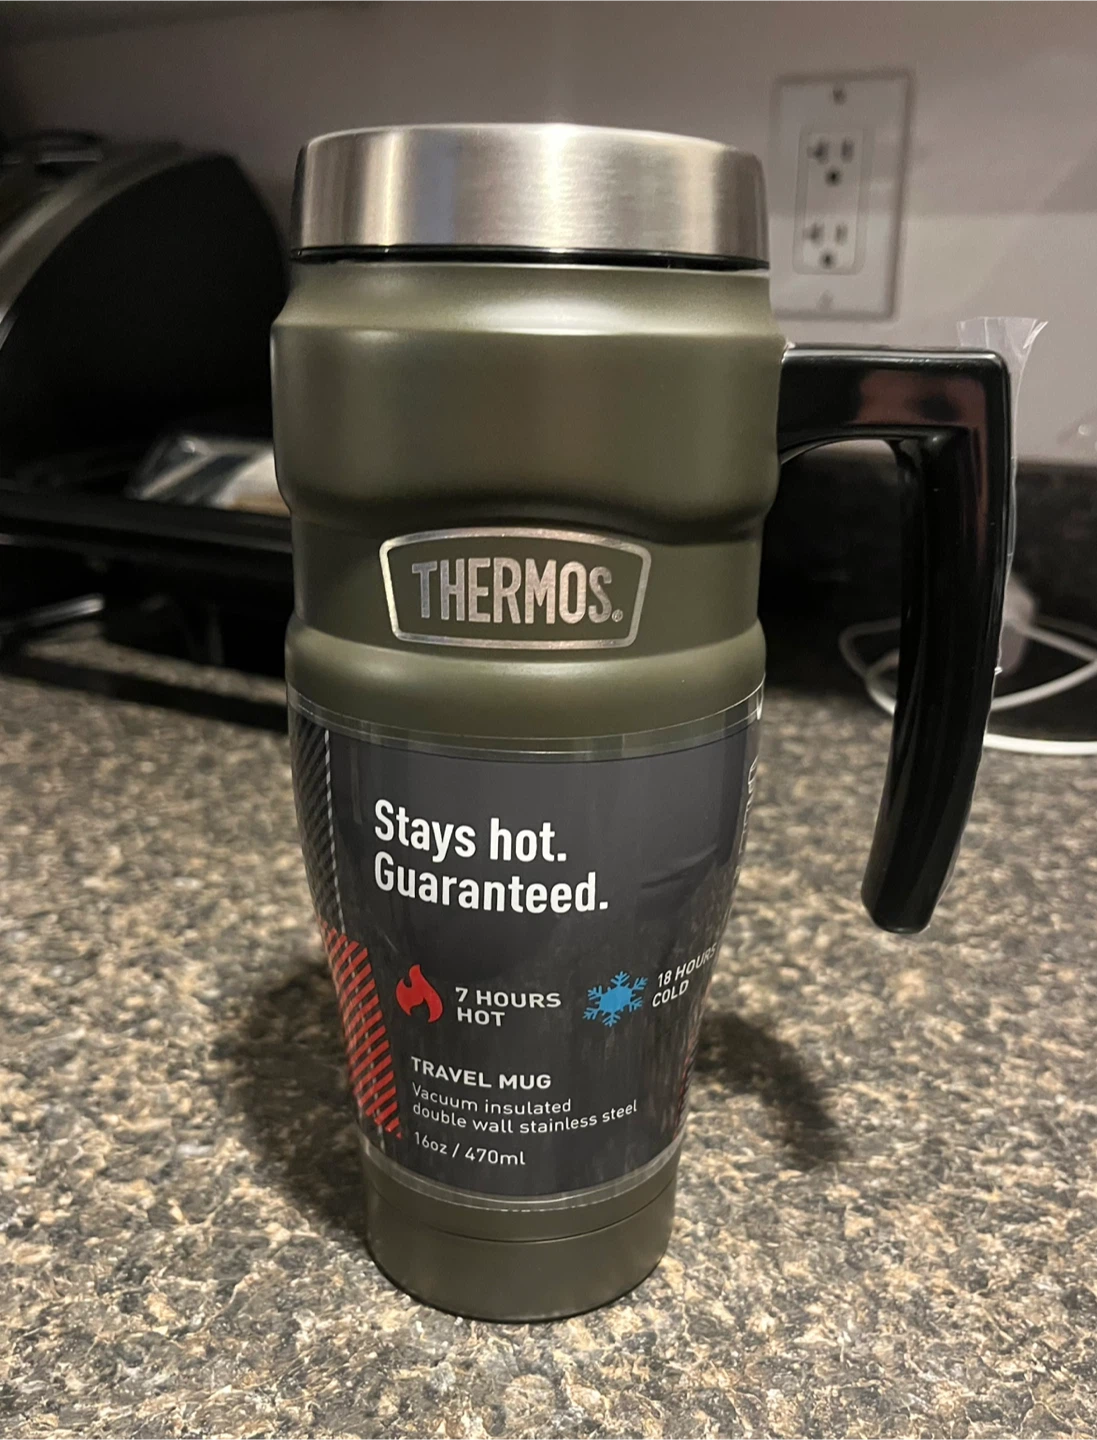 THERMOS®
Stays hot.
Guaranteed.
7 HOURS
HOT
18 HOURS
COLD
TRAVEL MUG
Vacuum insulated
double wall stainless steel
16oz / 470ml